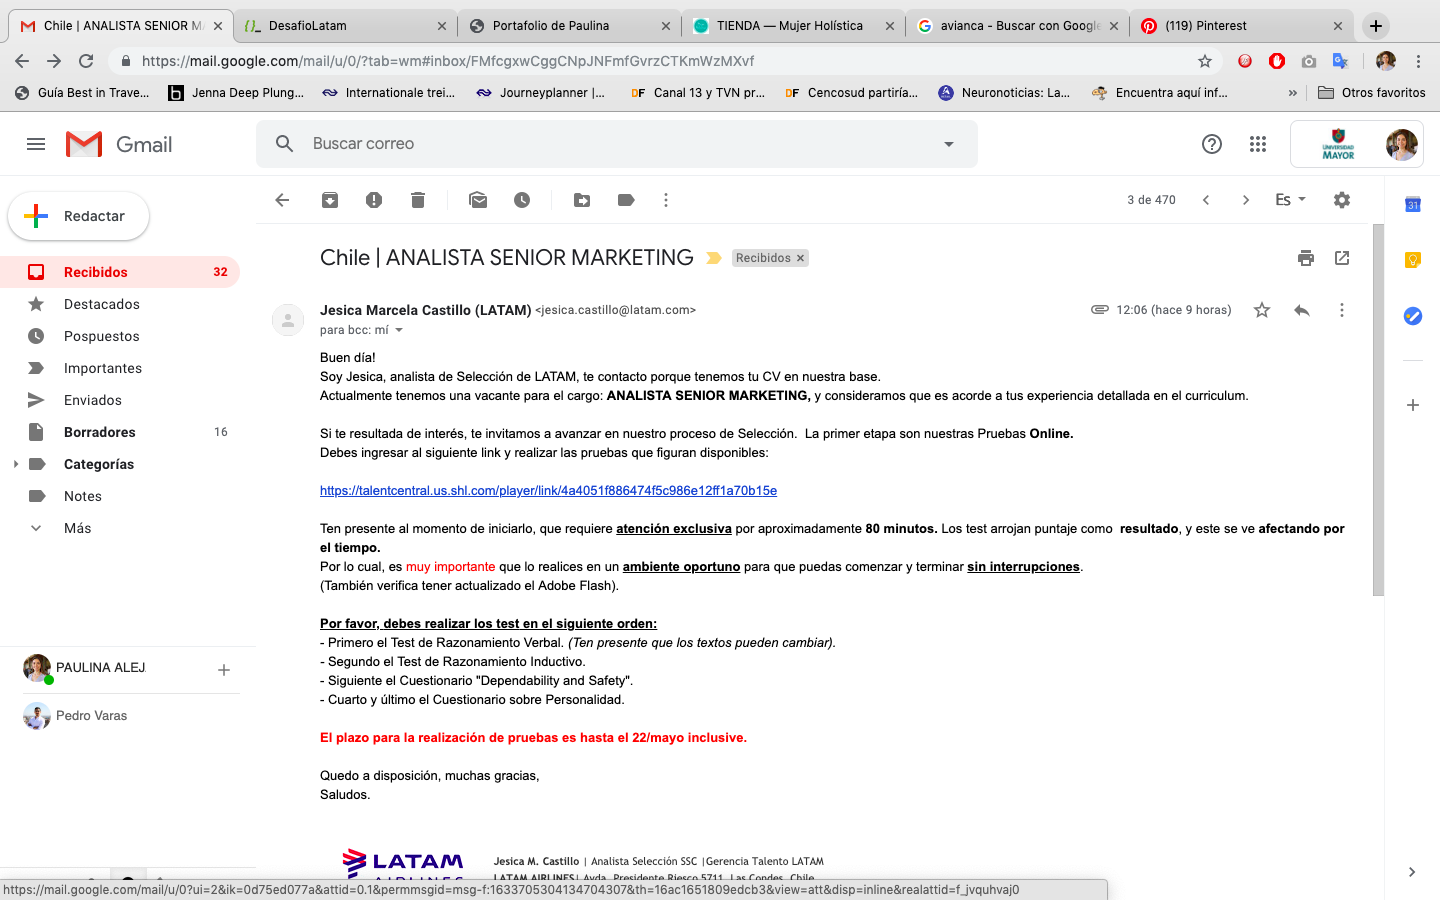 Chile | ANALISTA SENIOR MA
DesafioLatam
Portafolio de Paulina
TIENDA — Mujer Holística
avianca - Buscar con Google
(119) Pinterest
https://mail.google.com/mail/u/0/?tab=wm#inbox/FMfcgxwCggCNpJNFmfGvrzCTKmWzMXvf
Guía Best in Trave...
Jenna Deep Plung...
Internationale trei...
Journeyplanner |...
DF Canal 13 y TVN pr...
DF Cencosud partiría...
Neuronoticias: La...
Encuentra aquí inf...
»
Otros favoritos
Gmail
Buscar correo
UNIVERSIDAD
MAYOR
Redactar
3 de 470
Es
31
Recibidos 32
Destacados
Pospuestos
Importantes
Enviados
Borradores 16
Categorías
Notes
Más
PAULINA ALEJ
Pedro Varas
Chile | ANALISTA SENIOR MARKETING
Recibidos ×
Jesica Marcela Castillo (LATAM) <jesica.castillo@latam.com>
12:06 (hace 9 horas)
para bcc: mí
Buen día!
Soy Jesica, analista de Selección de LATAM, te contacto porque tenemos tu CV en nuestra base.
Actualmente tenemos una vacante para el cargo: ANALISTA SENIOR MARKETING, y consideramos que es acorde a tus experiencia detallada en el curriculum.
Si te resultada de interés, te invitamos a avanzar en nuestro proceso de Selección. La primer etapa son nuestras Pruebas Online.
Debes ingresar al siguiente link y realizar las pruebas que figuran disponibles:
https://talentcentral.us.shl.com/player/link/4a4051f886474f5c986e12ff1a70b15e
Ten presente al momento de iniciarlo, que requiere atención exclusiva por aproximadamente 80 minutos. Los test arrojan puntaje como resultado, y este se ve afectando por
el tiempo.
Por lo cual, es muy importante que lo realices en un ambiente oportuno para que puedas comenzar y terminar sin interrupciones.
(También verifica tener actualizado el Adobe Flash).
Por favor, debes realizar los test en el siguiente orden:
- Primero el Test de Razonamiento Verbal. (Ten presente que los textos pueden cambiar).
- Segundo el Test de Razonamiento Inductivo.
- Siguiente el Cuestionario "Dependability and Safety".
- Cuarto y último el Cuestionario sobre Personalidad.
El plazo para la realización de pruebas es hasta el 22/mayo inclusive.
Quedo a disposición, muchas gracias,
Saludos.
LATAM
AIRLINES
Jesica M. Castillo | Analista Selección SSC |Gerencia Talento LATAM
LATAM AIRLINES| Avda. Presidente Riesco 5711, Las Condes, Chile
https://mail.google.com/mail/u/0?ui=2&ik=0d75ed077a&attid=0.1&permmsgid=msg-f:1633705304134704307&th=16ac1651809edcb3&view=att&disp=inline&realattid=f_jvquhvaj0